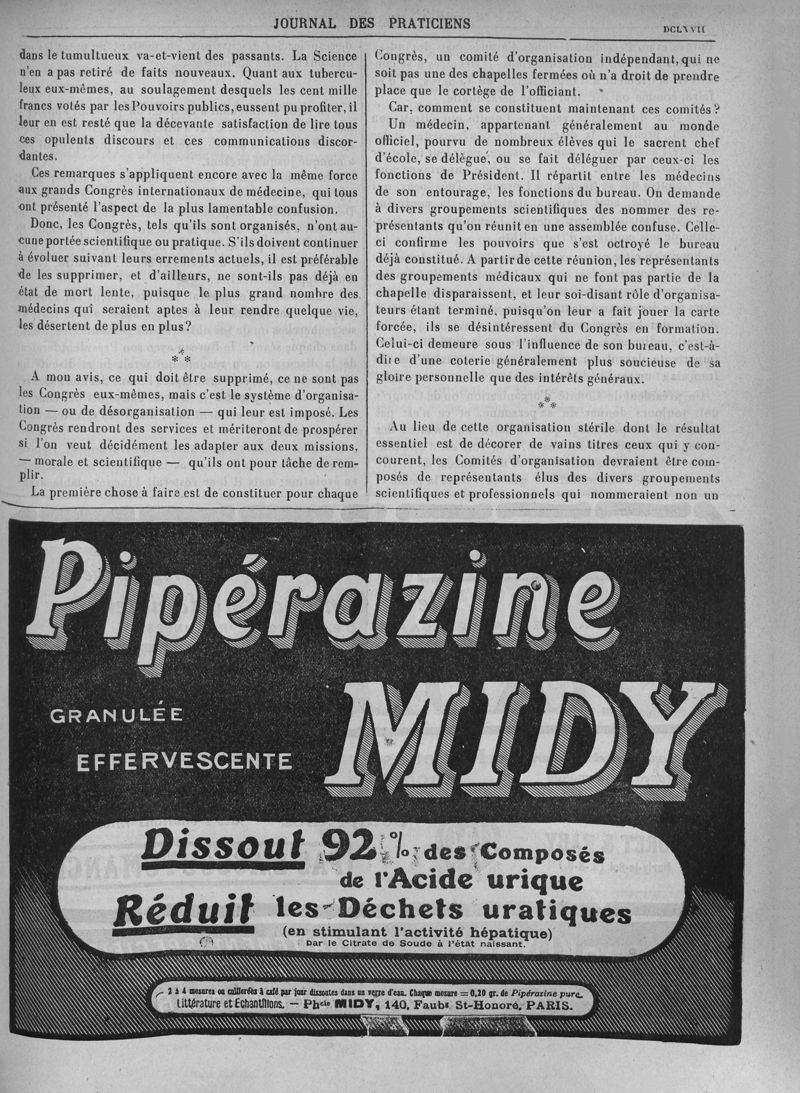 JOURNAL DES PRATICIENS
dans le tumultueux va-et-vient des passants. La Science
n'en a pas retiré de faits nouveaux. Quant aux tubercu-
leux eux-mêmes, au soulagement desquels les cent mille
francs votés par les Pouvoirs publics, eussent pu profiter, il
leur en est resté que la décevante satisfaction de lire tous
ces opulents discours et ces communications discor-
dantes.
Ces remarques s'appliquent encore avec la même force
aux grands Congrès internationaux de médecine, qui tous
ont présenté l'aspect de la plus lamentable confusion.
Donc, les Congrès, tels qu'ils sont organisés, n'ont au-
cune portée scientifique ou pratique. S'ils doivent continuer
à évoluer suivant leurs errements actuels, il est préférable
de les supprimer, et d'ailleurs, ne sont-ils pas déjà en
état de mort lente, puisque le plus grand nombre des
médecins qui seraient aptes à leur rendre quelque vie,
les désertent de plus en plus?
*
* *
A mon avis, ce qui doit être supprimé, ce ne sont pas
les Congrès eux-mêmes, mais c'est le système d'organisa-
tion — ou de désorganisation — qui leur est imposé. Les
Congrès rendront des services et mériteront de prospérer
si l'on veut décidément les adapter aux deux missions,
— morale et scientifique — qu'ils ont pour tâche de rem-
plir.
La première chose à faire est de constituer pour chaque
Congrès, un comité d'organisation indépendant, qui ne
soit pas une des chapelles fermées où n'a droit de prendre
place que le cortège de l'officiant.
Car, comment se constituent maintenant ces comités?
Un médecin, appartenant généralement au monde
officiel, pourvu de nombreux élèves qui le sacrent chef
d'école, se délègue, ou se fait déléguer par ceux-ci les
fonctions de Président. Il répartit entre les médecins
de son entourage, les fonctions du bureau. On demande
à divers groupements scientifiques des nommer des re-
présentants qu'on réunit en une assemblée confuse. Celle-
ci confirme les pouvoirs que s'est octroyé le bureau
déjà constitué. A partir de cette réunion, les représentants
des groupements médicaux qui ne font pas partie de la
chapelle disparaissent, et leur soi-disant rôle d'organisa-
teurs étant terminé, puisqu'on leur a fait jouer la carte
forcée, ils se désintéressent du Congrès en formation.
Celui-ci demeure sous l'influence de son bureau, c'est-à-
dire d'une coterie généralement plus soucieuse de sa
gloire personnelle que des intérêts généraux.
*
* *
Au lieu de cette organisation stérile dont le résultat
essentiel est de décorer de vains titres ceux qui y con-
courent, les Comités d'organisation devraient être com-
posés de représentants élus des divers groupements
scientifiques et professionnels qui nommeraient non un
Pipérazine
MIDY
GRANULÉE
EFFERVESCENTE
Dissout 92 % des Composés
de l'Acide urique
Réduit les Déchets uratiques
(en stimulant l'activité hépatique)
par le Citrate de Soude à l'état naissant.
2 à 4 mesures ou cuillerées à café par jour dissoutes dans un verre d'eau. Chaque mesure = 0,20 gr. de Pipérazine pure.
Littérature et Echantillons. — Phcie MIDY, 140, Faubg St-Honoré, PARIS.